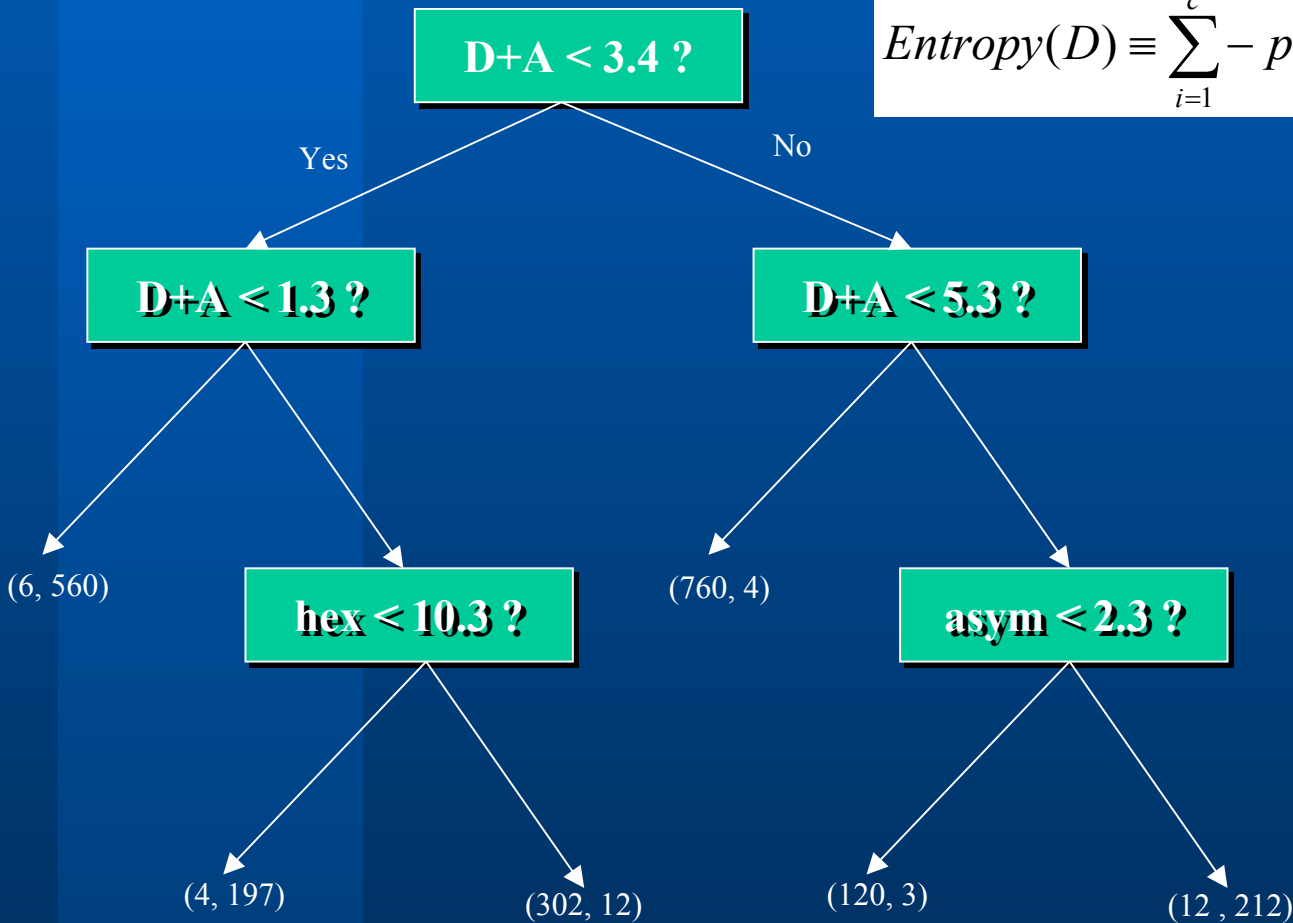 D+A < 3.4 ?
Entropy(D) ≡ ∑ − p
c
i=1
Yes
No
D+A < 1.3 ?
D+A < 5.3 ?
(6, 560)
hex < 10.3 ?
(760, 4)
asym < 2.3 ?
(4, 197)
(302, 12)
(120, 3)
(12 , 212)